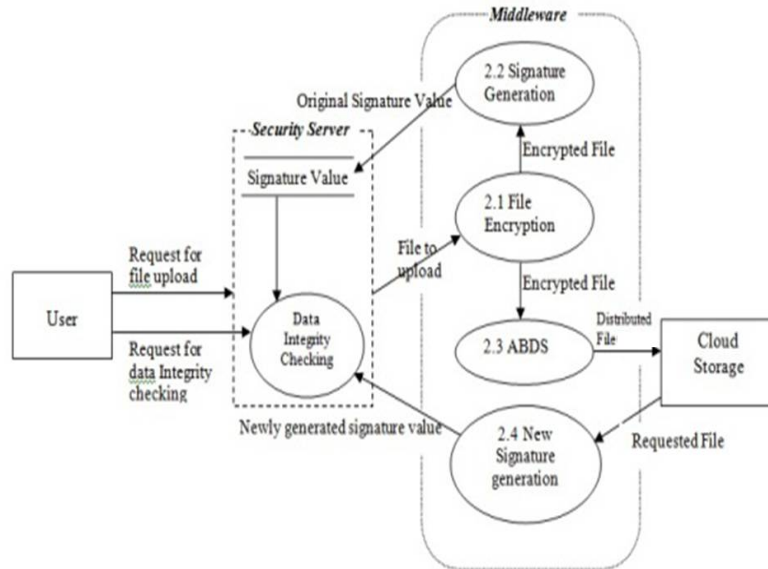 Middleware
2.2 Signature
Generation
Original Signature Value
Security Server
Encrypted File
Signature Value
2.1 File
Encryption
Request for
file upload
File to
upload
Encrypted File
User
Data
Integrity
Checking
Distributed
File
Cloud
Storage
2.3 ABDS
Request for
data Integrity
checking
Newly generated signature value
2.4 New
Signature
generation
Requested File